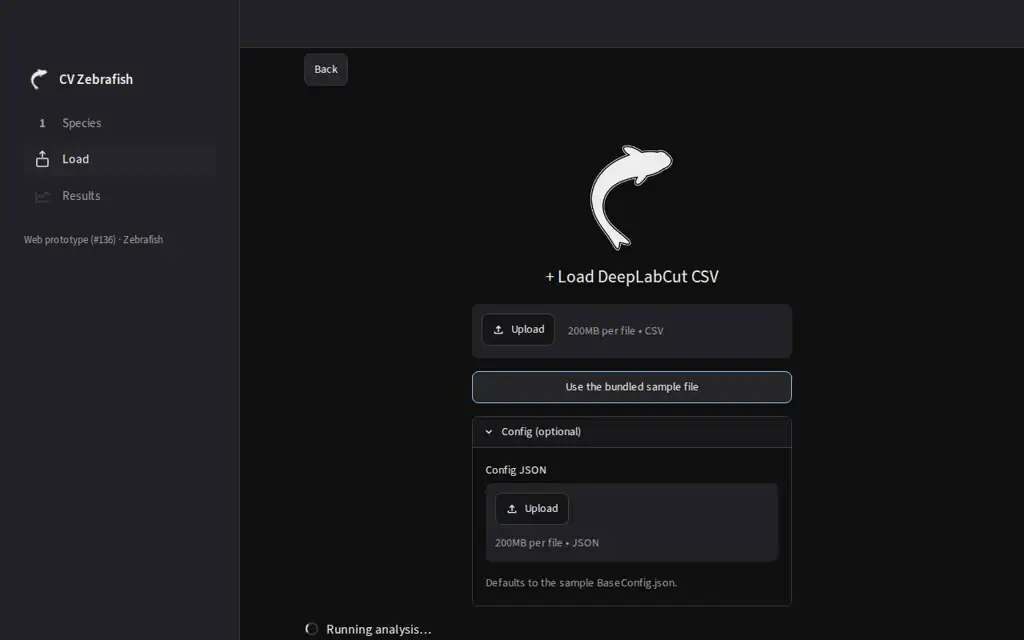 CV Zebrafish
1 Species
Load
Results
Web prototype (#136) · Zebrafish
Back
+ Load DeepLabCut CSV
Upload 200MB per file • CSV
Use the bundled sample file
Config (optional)
Config JSON
Upload
200MB per file • JSON
Defaults to the sample BaseConfig.json.
Running analysis...